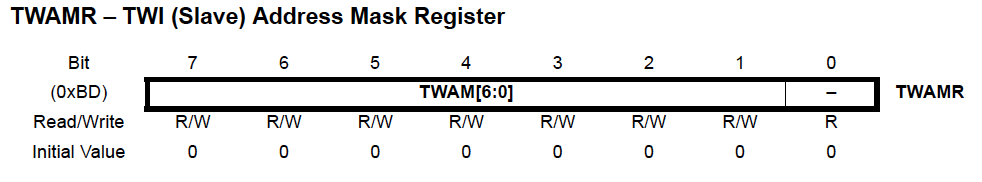 TWAMR – TWI (Slave) Address Mask Register
Bit 7 6 5 4 3 2 1 0
(0xBD) TWAM[6:0] – TWAMR
Read/Write R/W R/W R/W R/W R/W R/W R/W R
Initial Value 0 0 0 0 0 0 0 0